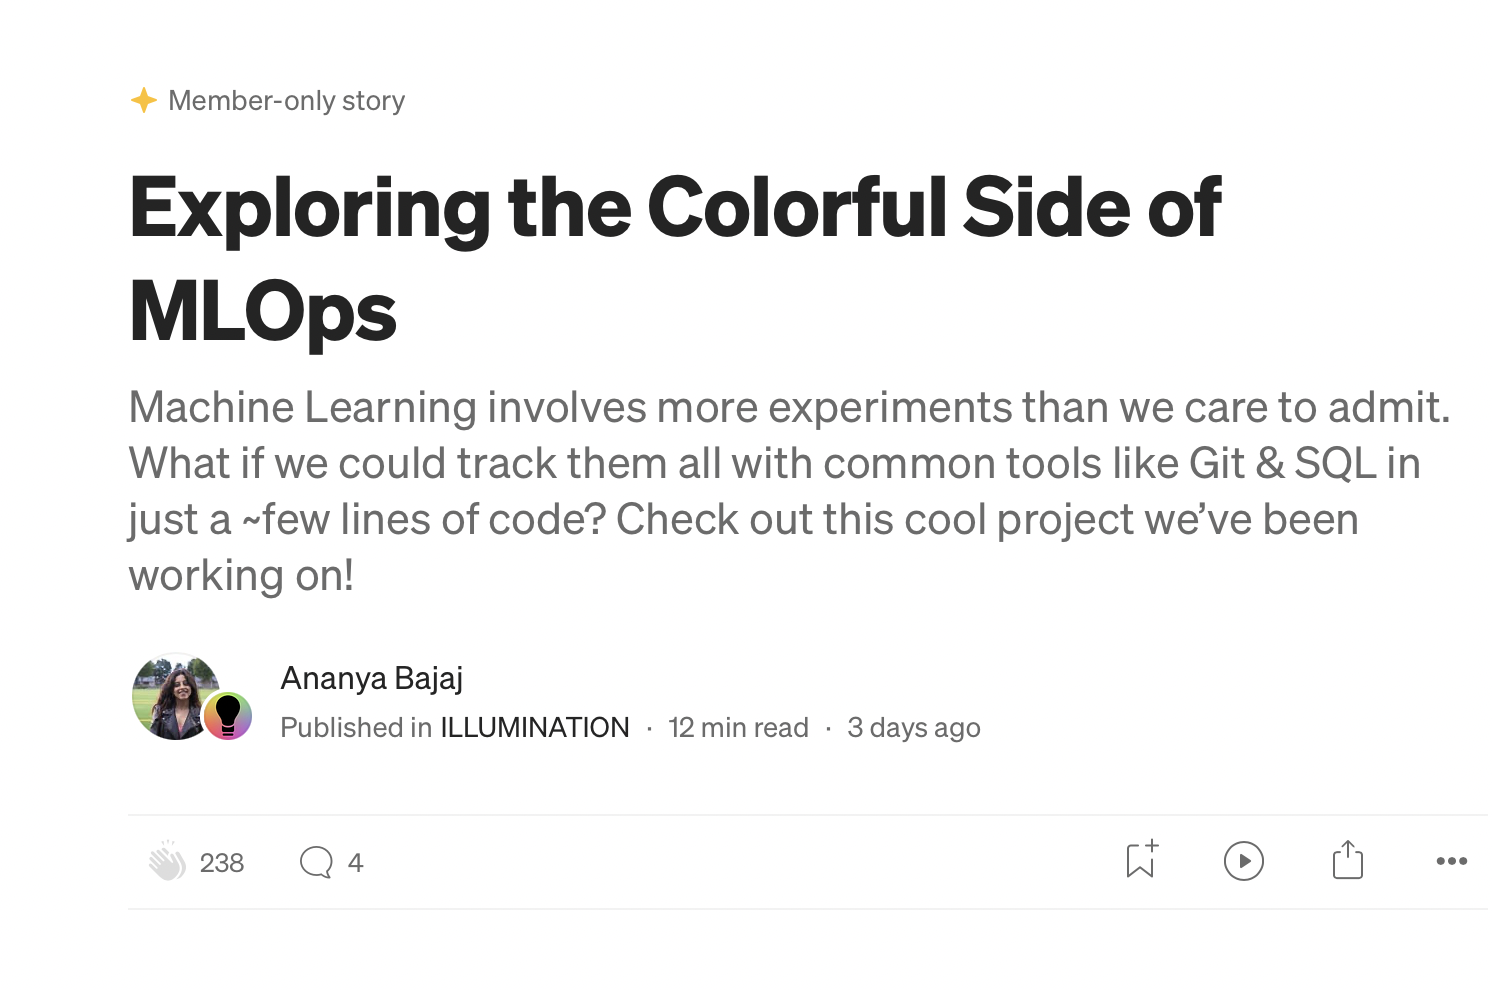 Member-only story
Exploring the Colorful Side of
MLOps
Machine Learning involves more experiments than we care to admit.
What if we could track them all with common tools like Git & SQL in
just a ~few lines of code? Check out this cool project we’ve been
working on!
Ananya Bajaj
Published in ILLUMINATION · 12 min read · 3 days ago
238 4